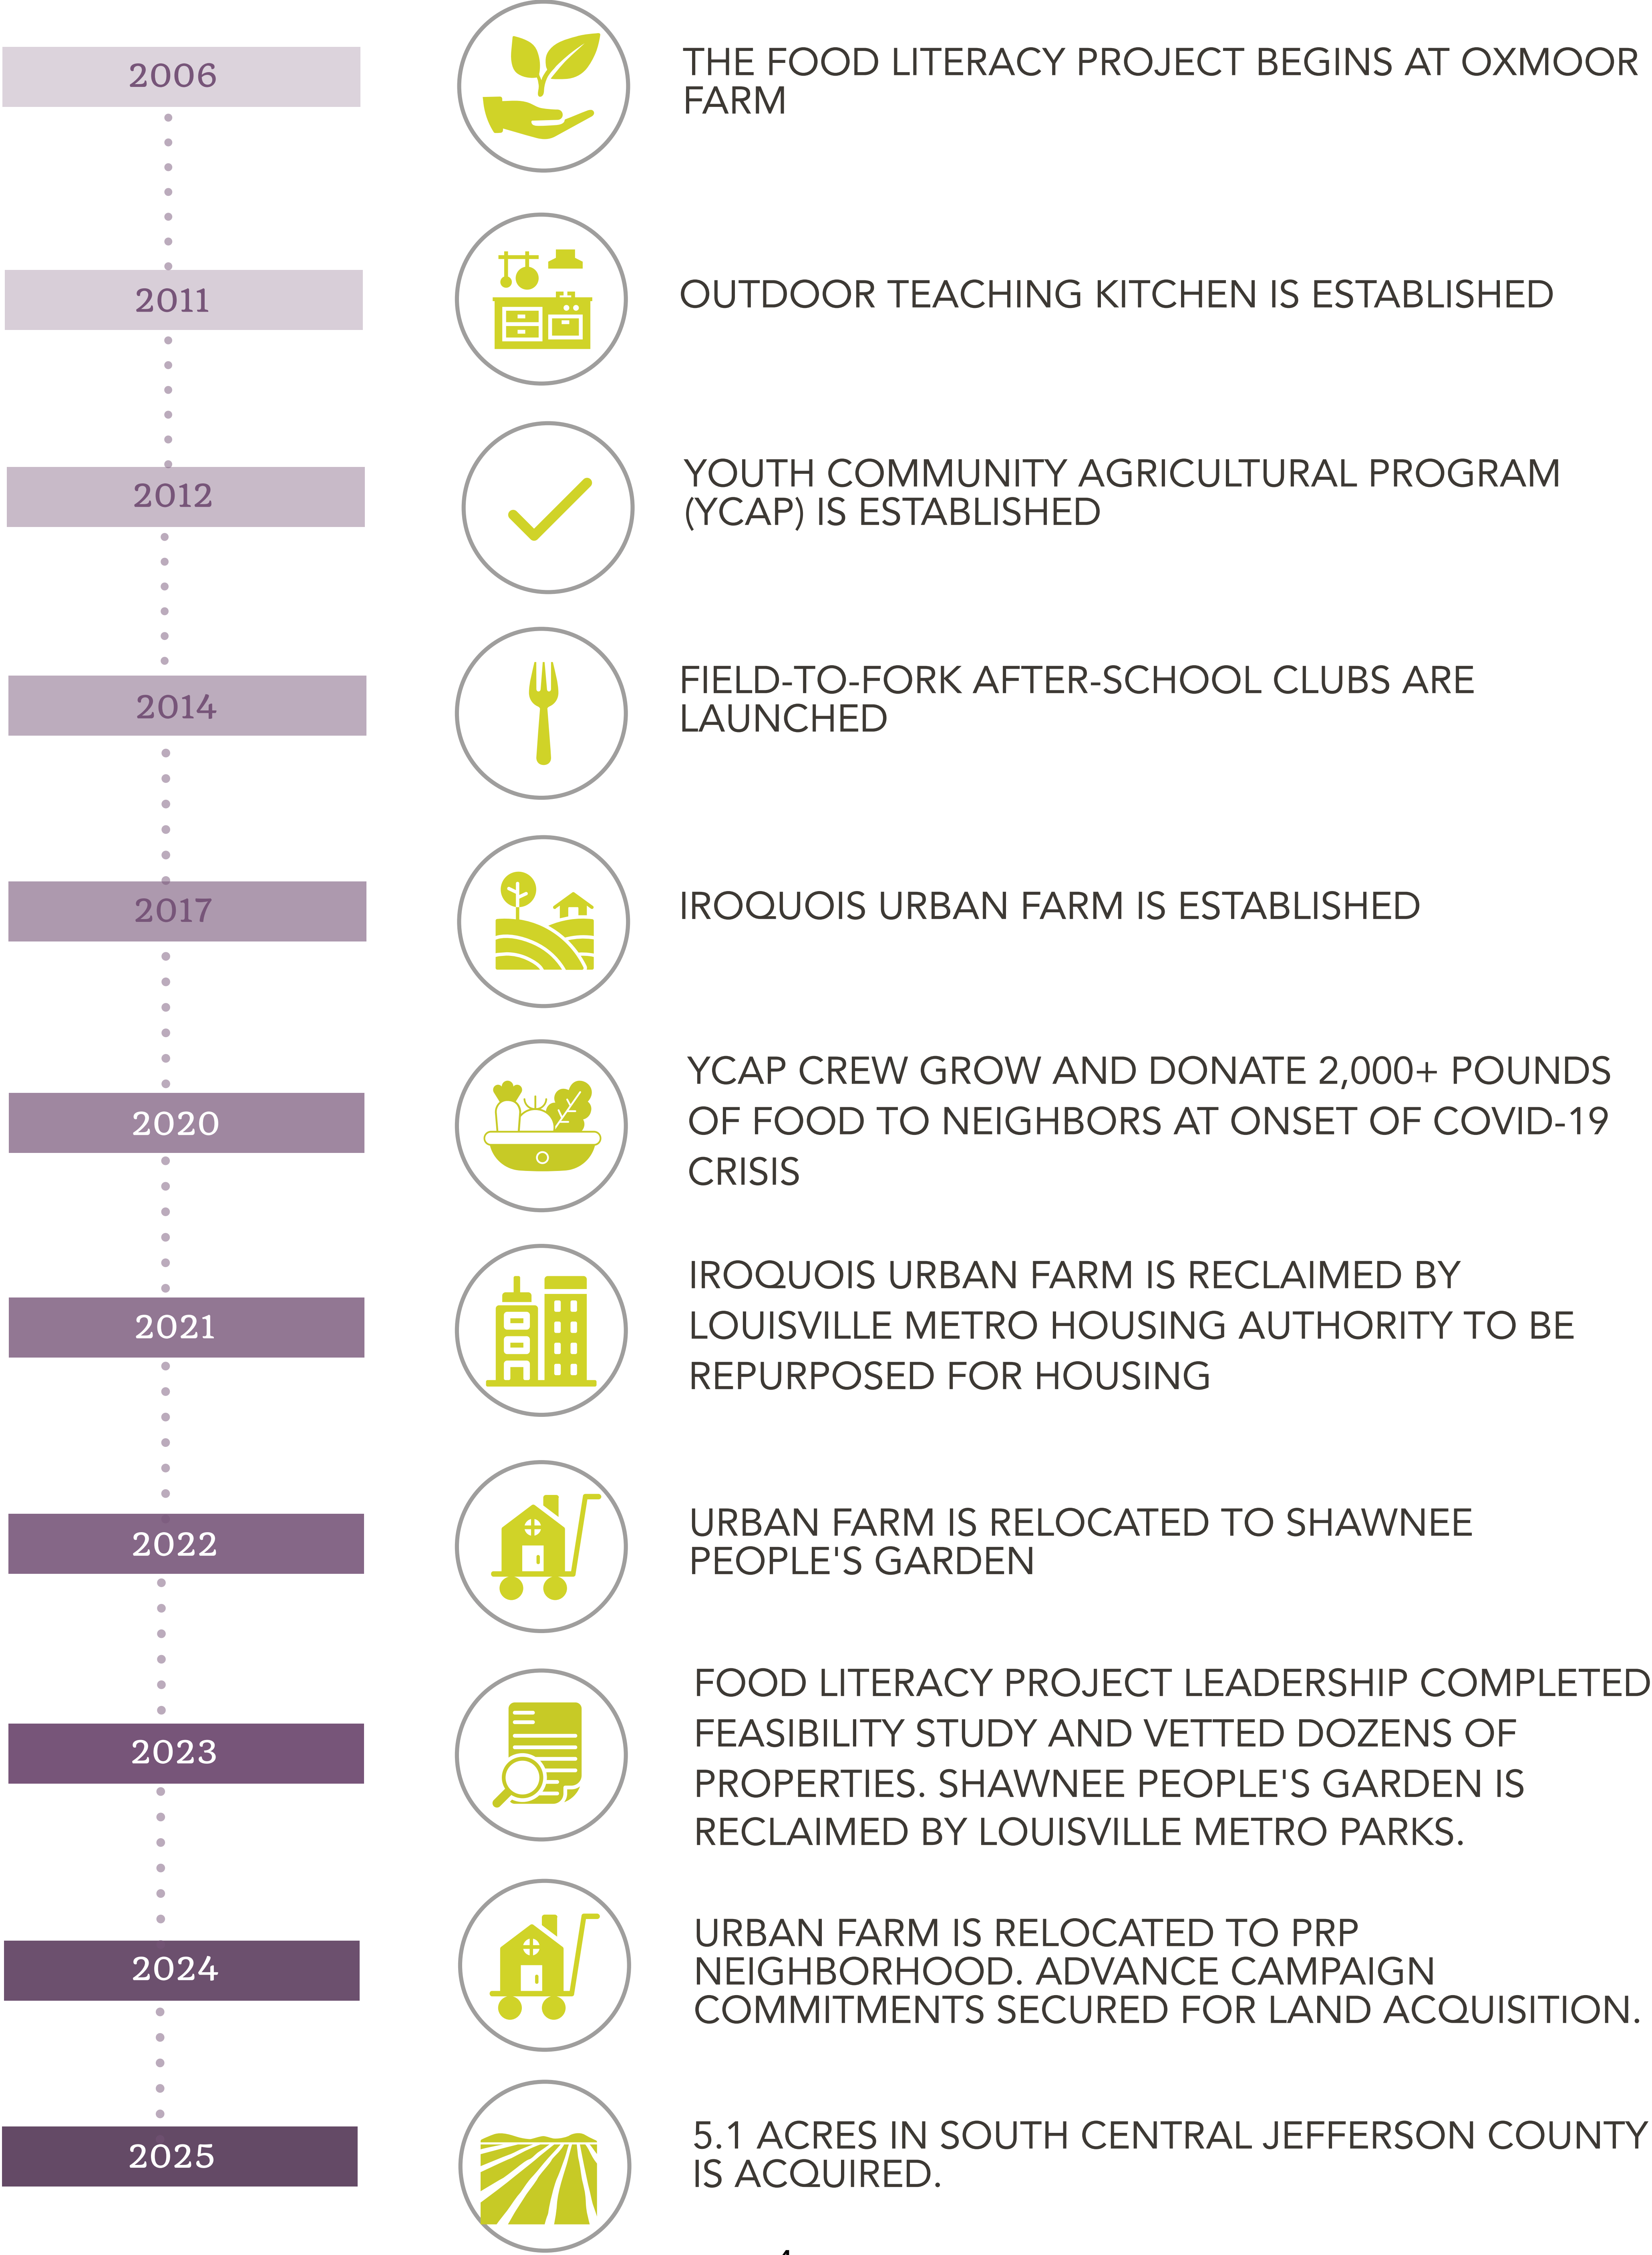 2006
THE FOOD LITERACY PROJECT BEGINS AT OXMOOR
FARM
2011
OUTDOOR TEACHING KITCHEN IS ESTABLISHED
2012
YOUTH COMMUNITY AGRICULTURAL PROGRAM
(YCAP) IS ESTABLISHED
2014
FIELD-TO-FORK AFTER-SCHOOL CLUBS ARE
LAUNCHED
2017
IROQUOIS URBAN FARM IS ESTABLISHED
2020
YCAP CREW GROW AND DONATE 2,000+ POUNDS
OF FOOD TO NEIGHBORS AT ONSET OF COVID-19
CRISIS
2021
IROQUOIS URBAN FARM IS RECLAIMED BY
LOUISVILLE METRO HOUSING AUTHORITY TO BE
REPURPOSED FOR HOUSING
2022
URBAN FARM IS RELOCATED TO SHAWNEE
PEOPLE'S GARDEN
2023
FOOD LITERACY PROJECT LEADERSHIP COMPLETED
FEASIBILITY STUDY AND VETTED DOZENS OF
PROPERTIES. SHAWNEE PEOPLE'S GARDEN IS
RECLAIMED BY LOUISVILLE METRO PARKS.
2024
URBAN FARM IS RELOCATED TO PRP
NEIGHBORHOOD. ADVANCE CAMPAIGN
COMMITMENTS SECURED FOR LAND ACQUISITION.
2025
5.1 ACRES IN SOUTH CENTRAL JEFFERSON COUNTY
IS ACQUIRED.